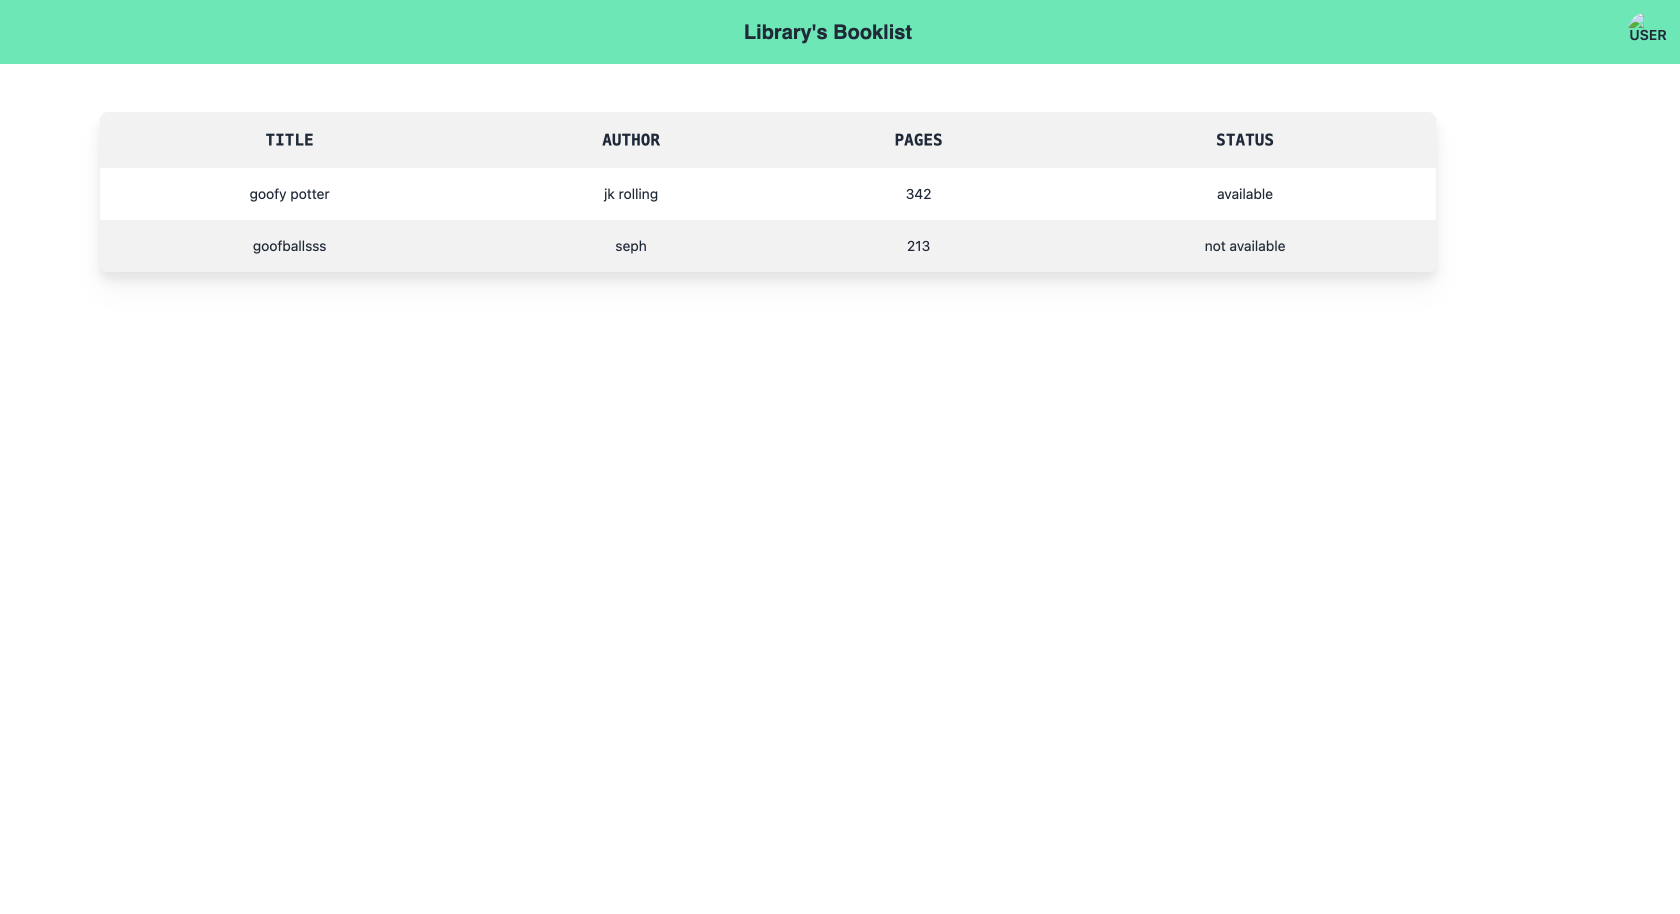 Library's Booklist
USER
TITLE AUTHOR PAGES STATUS
goofy potter jk rolling 342 available
goofballsss seph 213 not available